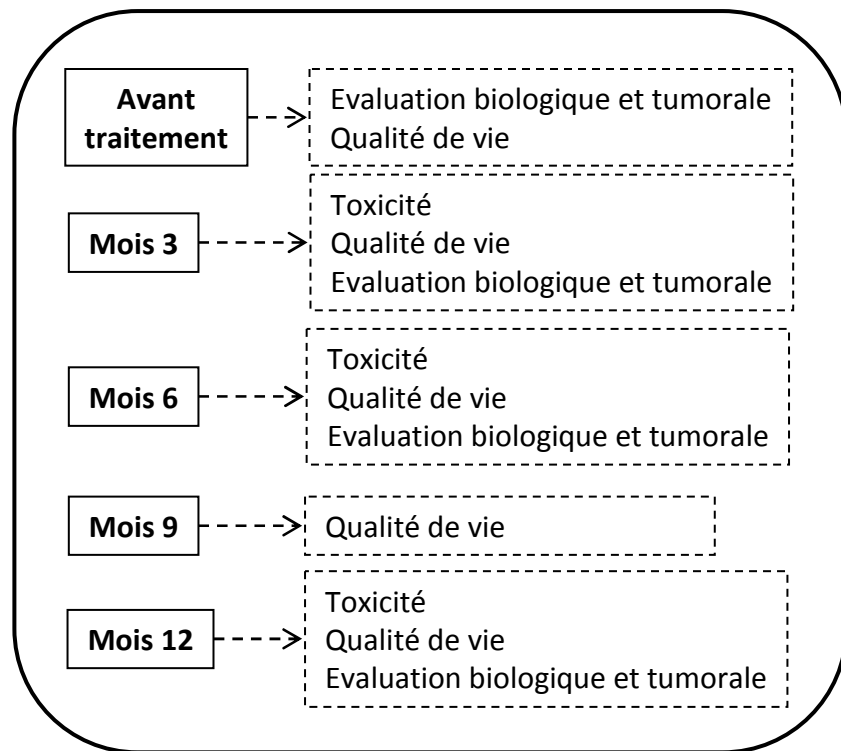 Avant
traitement
Evaluation biologique et tumorale
Qualité de vie
Mois 3
Toxicité
Qualité de vie
Evaluation biologique et tumorale
Mois 6
Toxicité
Qualité de vie
Evaluation biologique et tumorale
Mois 9
Qualité de vie
Mois 12
Toxicité
Qualité de vie
Evaluation biologique et tumorale